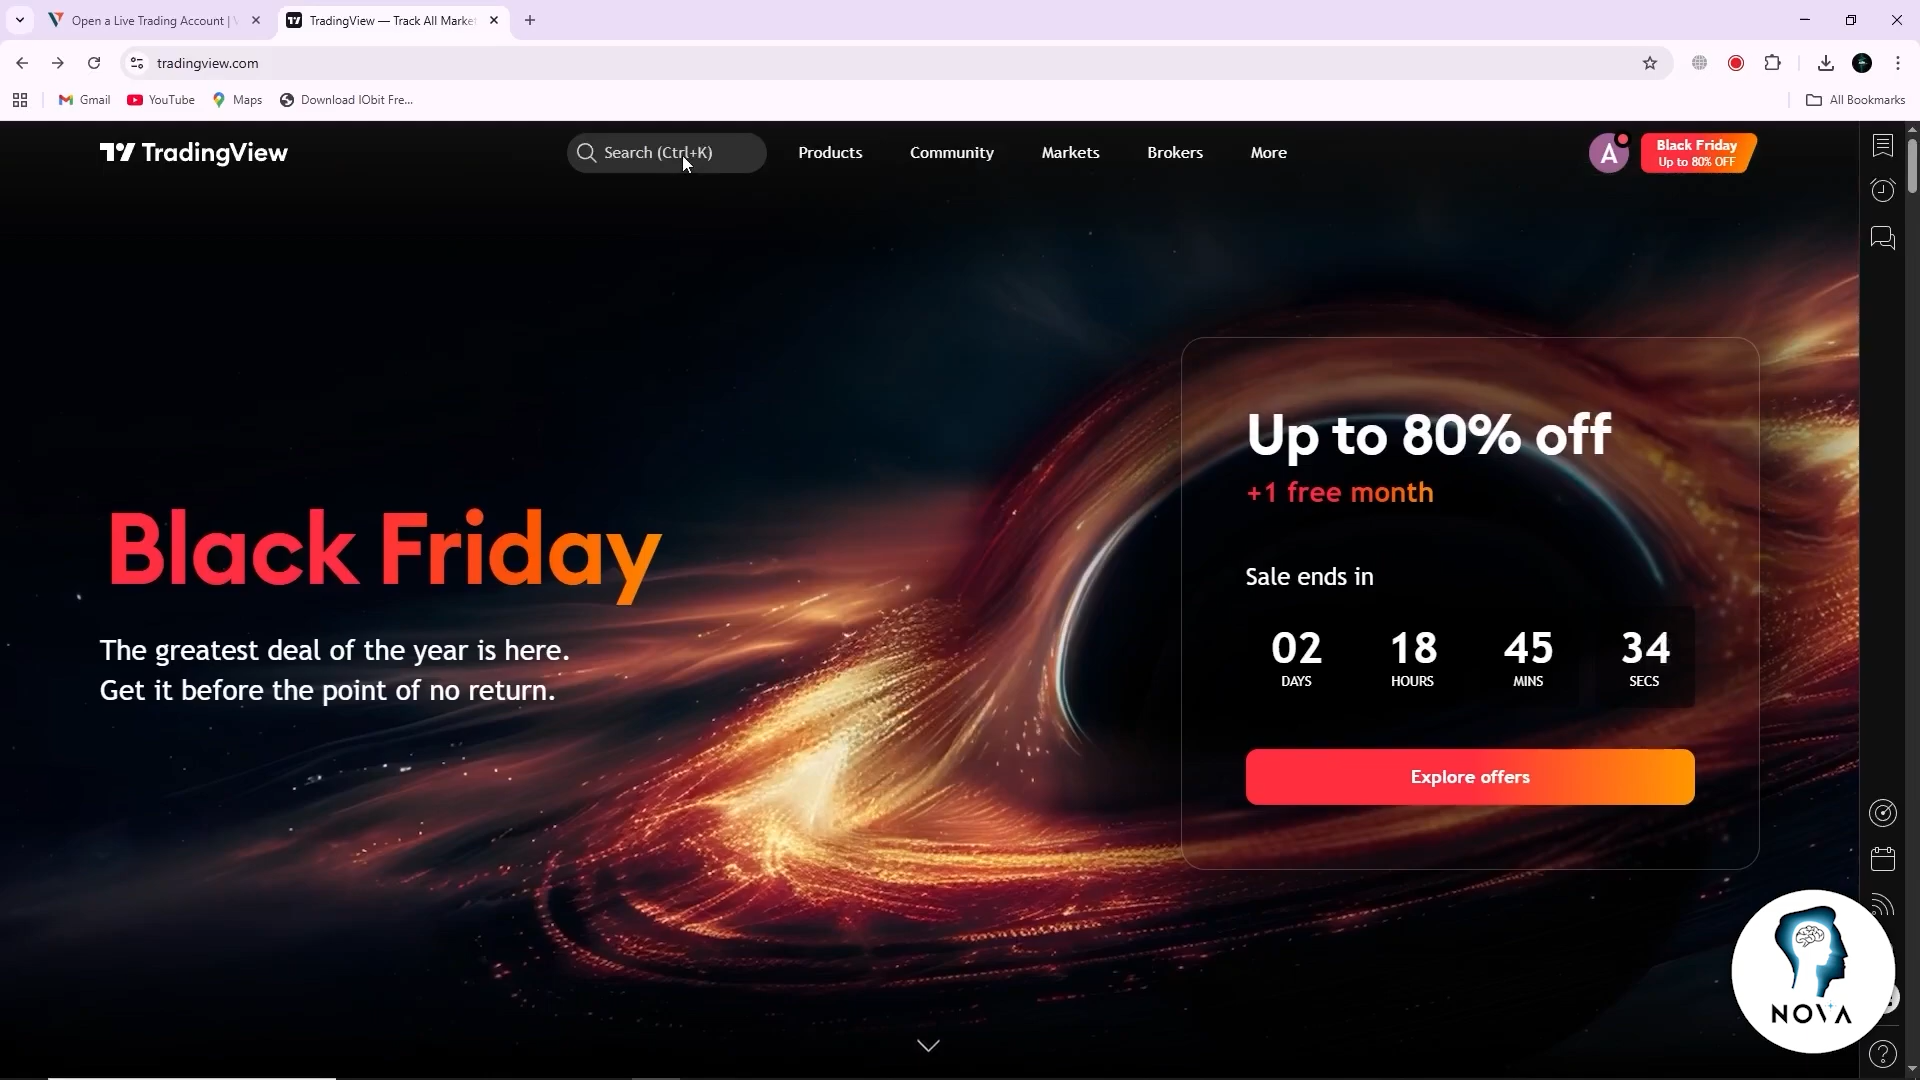 Open a Live Trading Account |
TradingView — Track All Marke
tradingview.com
Gmail
YouTube
Maps
Download IObit Fre...
All Bookmarks
TradingView
Search (Ctrl+K)
Products
Community
Markets
Brokers
More
A
Black Friday
Up to 80% OFF
Up to 80% off
+1 free month
Black Friday
Sale ends in
The greatest deal of the year is here.
Get it before the point of no return.
02
18
45
34
DAYS
HOURS
MINS
SECS
Explore offers
NOVA